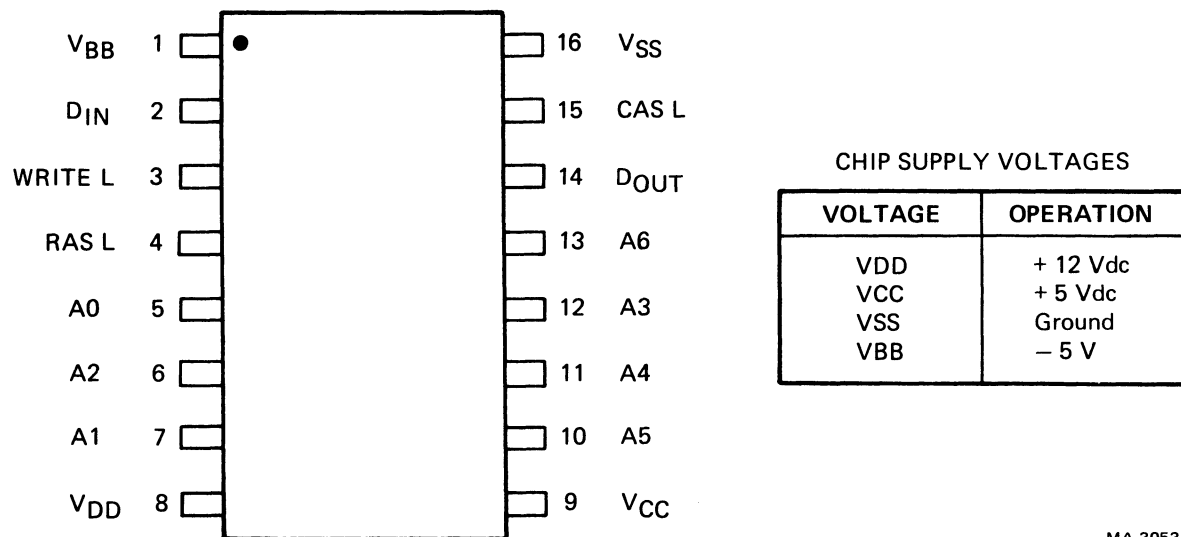 VBB 1 16 VSS
DIN 2 15 CAS L
WRITE L 3 14 DOUT
RAS L 4 13 A6
A0 5 12 A3
A2 6 11 A4
A1 7 10 A5
VDD 8 9 VCC
CHIP SUPPLY VOLTAGES
VOLTAGE OPERATION
VDD + 12 Vdc
VCC + 5 Vdc
VSS Ground
VBB – 5 V